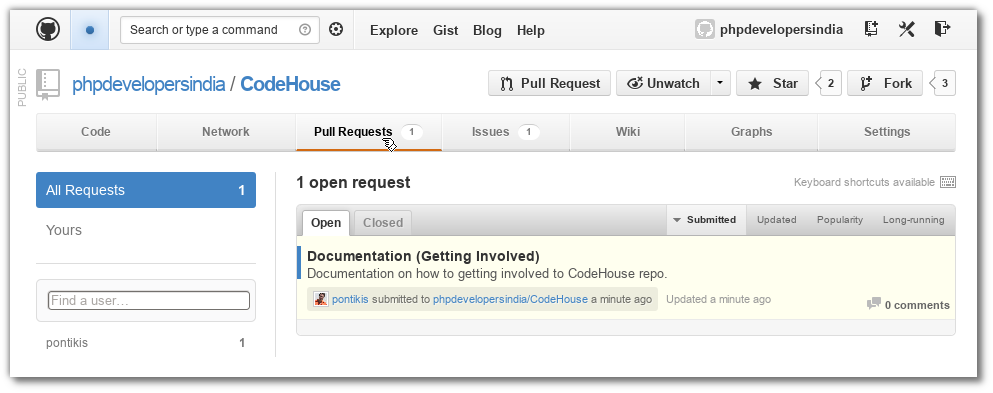 Search or type a command
Explore Gist Blog Help
phpdevelopersindia
PUBLIC
phpdevelopersindia / CodeHouse
Pull Request Unwatch Star 2 Fork 3
Code Network Pull Requests 1 Issues 1 Wiki Graphs Settings
All Requests 1
Yours
Find a user...
pontikis 1
1 open request
Keyboard shortcuts available
Open Closed
Submitted Updated Popularity Long-running
Documentation (Getting Involved)
Documentation on how to getting involved to CodeHouse repo.
pontikis submitted to phpdevelopersindia/CodeHouse a minute ago Updated a minute ago
0 comments